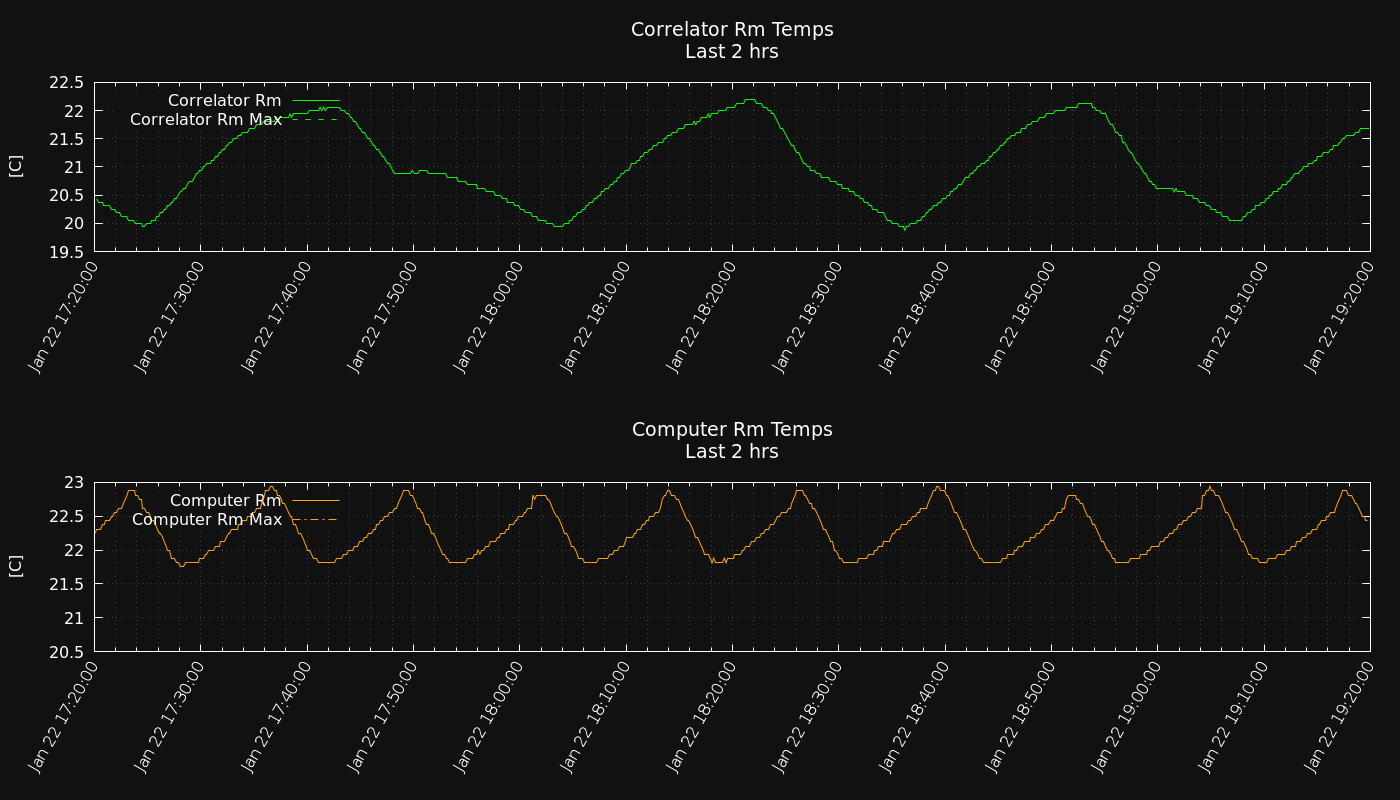 Correlator Rm Temps
Last 2 hrs
22.5
22
21.5
21
20.5
20
19.5
[C]
Correlator Rm
Correlator Rm Max
Jan 22 17:20:00
Jan 22 17:30:00
Jan 22 17:40:00
Jan 22 17:50:00
Jan 22 18:00:00
Jan 22 18:10:00
Jan 22 18:20:00
Jan 22 18:30:00
Jan 22 18:40:00
Jan 22 18:50:00
Jan 22 19:00:00
Jan 22 19:10:00
Jan 22 19:20:00
Computer Rm Temps
Last 2 hrs
23
22.5
22
21.5
21
20.5
[C]
Computer Rm
Computer Rm Max
Jan 22 17:20:00
Jan 22 17:30:00
Jan 22 17:40:00
Jan 22 17:50:00
Jan 22 18:00:00
Jan 22 18:10:00
Jan 22 18:20:00
Jan 22 18:30:00
Jan 22 18:40:00
Jan 22 18:50:00
Jan 22 19:00:00
Jan 22 19:10:00
Jan 22 19:20:00